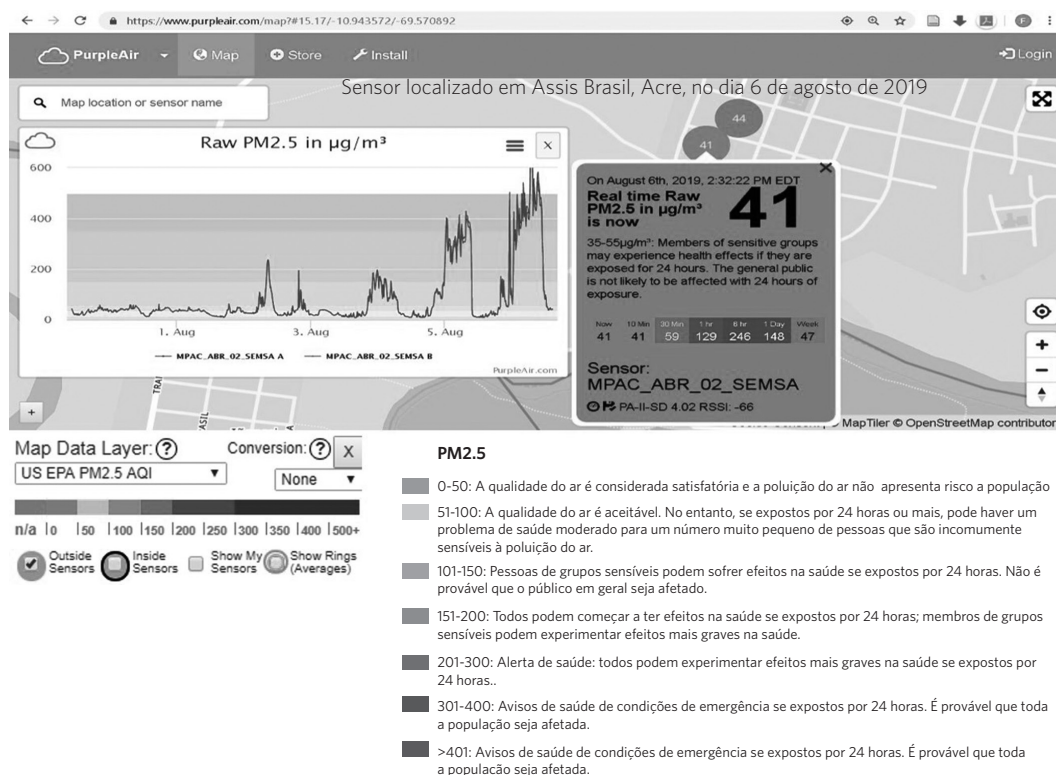 https://www.purpleair.com/map?#15.17/-10.943572/-69.570892
PurpleAir Map Store Install Login
Sensor localizado em Assis Brasil, Acre, no dia 6 de agosto de 2019
Map location or sensor name
Raw PM2.5 in µg/m³
600
400
200
0
1. Aug 3. Aug 5. Aug
MPAC_ABR_02_SEMSA A MPAC_ABR_02_SEMSA B
PurpleAir.com
44
41
On August 6th, 2019, 2:32:22 PM EDT
Real time Raw
PM2.5 in µg/m³
is now
41
35-55µg/m³: Members of sensitive groups
may experience health effects if they are
exposed for 24 hours. The general public
is not likely to be affected with 24 hours of
exposure.
Now 10 Min 30 Min 1 hr 6 hr 1 Day Week
41 41 59 129 246 148 47
Sensor:
MPAC_ABR_02_SEMSA
PA-II-SD 4.02 RSSI: -66
MapTiler © OpenStreetMap contributor
Map Data Layer: ? Conversion: ? X
US EPA PM2.5 AQI None
n/a |0 |50 |100 |150 |200 |250 |300 |350 |400 |500+
Outside Sensors Inside Sensors Show My Sensors Show Rings (Averages)
PM2.5
0-50: A qualidade do ar é considerada satisfatória e a poluição do ar não apresenta risco a população
51-100: A qualidade do ar é aceitável. No entanto, se expostos por 24 horas ou mais, pode haver um
problema de saúde moderado para um número muito pequeno de pessoas que são incomumente
sensíveis à poluição do ar.
101-150: Pessoas de grupos sensíveis podem sofrer efeitos na saúde se expostos por 24 horas. Não é
provável que o público em geral seja afetado.
151-200: Todos podem começar a ter efeitos na saúde se expostos por 24 horas; membros de grupos
sensíveis podem experimentar efeitos mais graves na saúde.
201-300: Alerta de saúde: todos podem experimentar efeitos mais graves na saúde se expostos por
24 horas..
301-400: Avisos de saúde de condições de emergência se expostos por 24 horas. É provável que toda
a população seja afetada.
>401: Avisos de saúde de condições de emergência se expostos por 24 horas. É provável que toda
a população seja afetada.